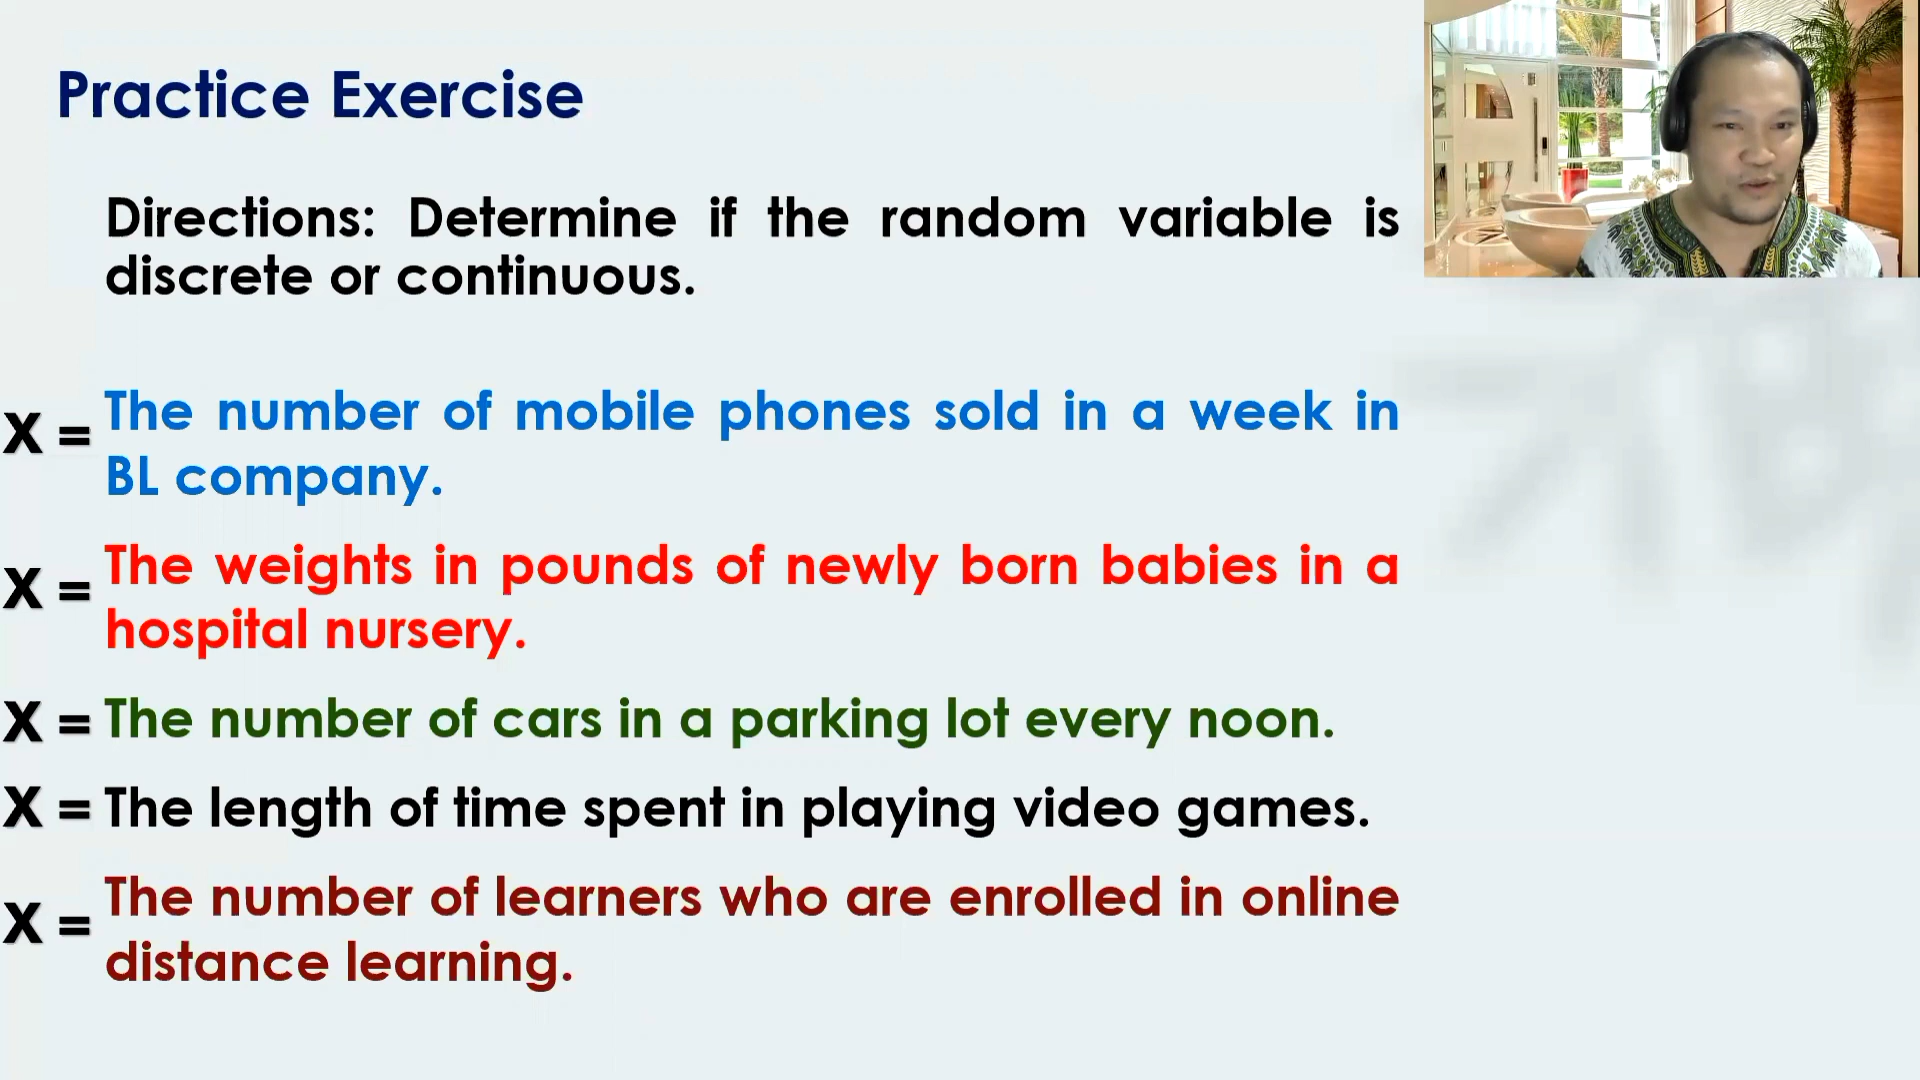 Practice Exercise
Directions: Determine if the random variable is
discrete or continuous.
X = The number of mobile phones sold in a week in
BL company.
X = The weights in pounds of newly born babies in a
hospital nursery.
X = The number of cars in a parking lot every noon.
X = The length of time spent in playing video games.
X = The number of learners who are enrolled in online
distance learning.